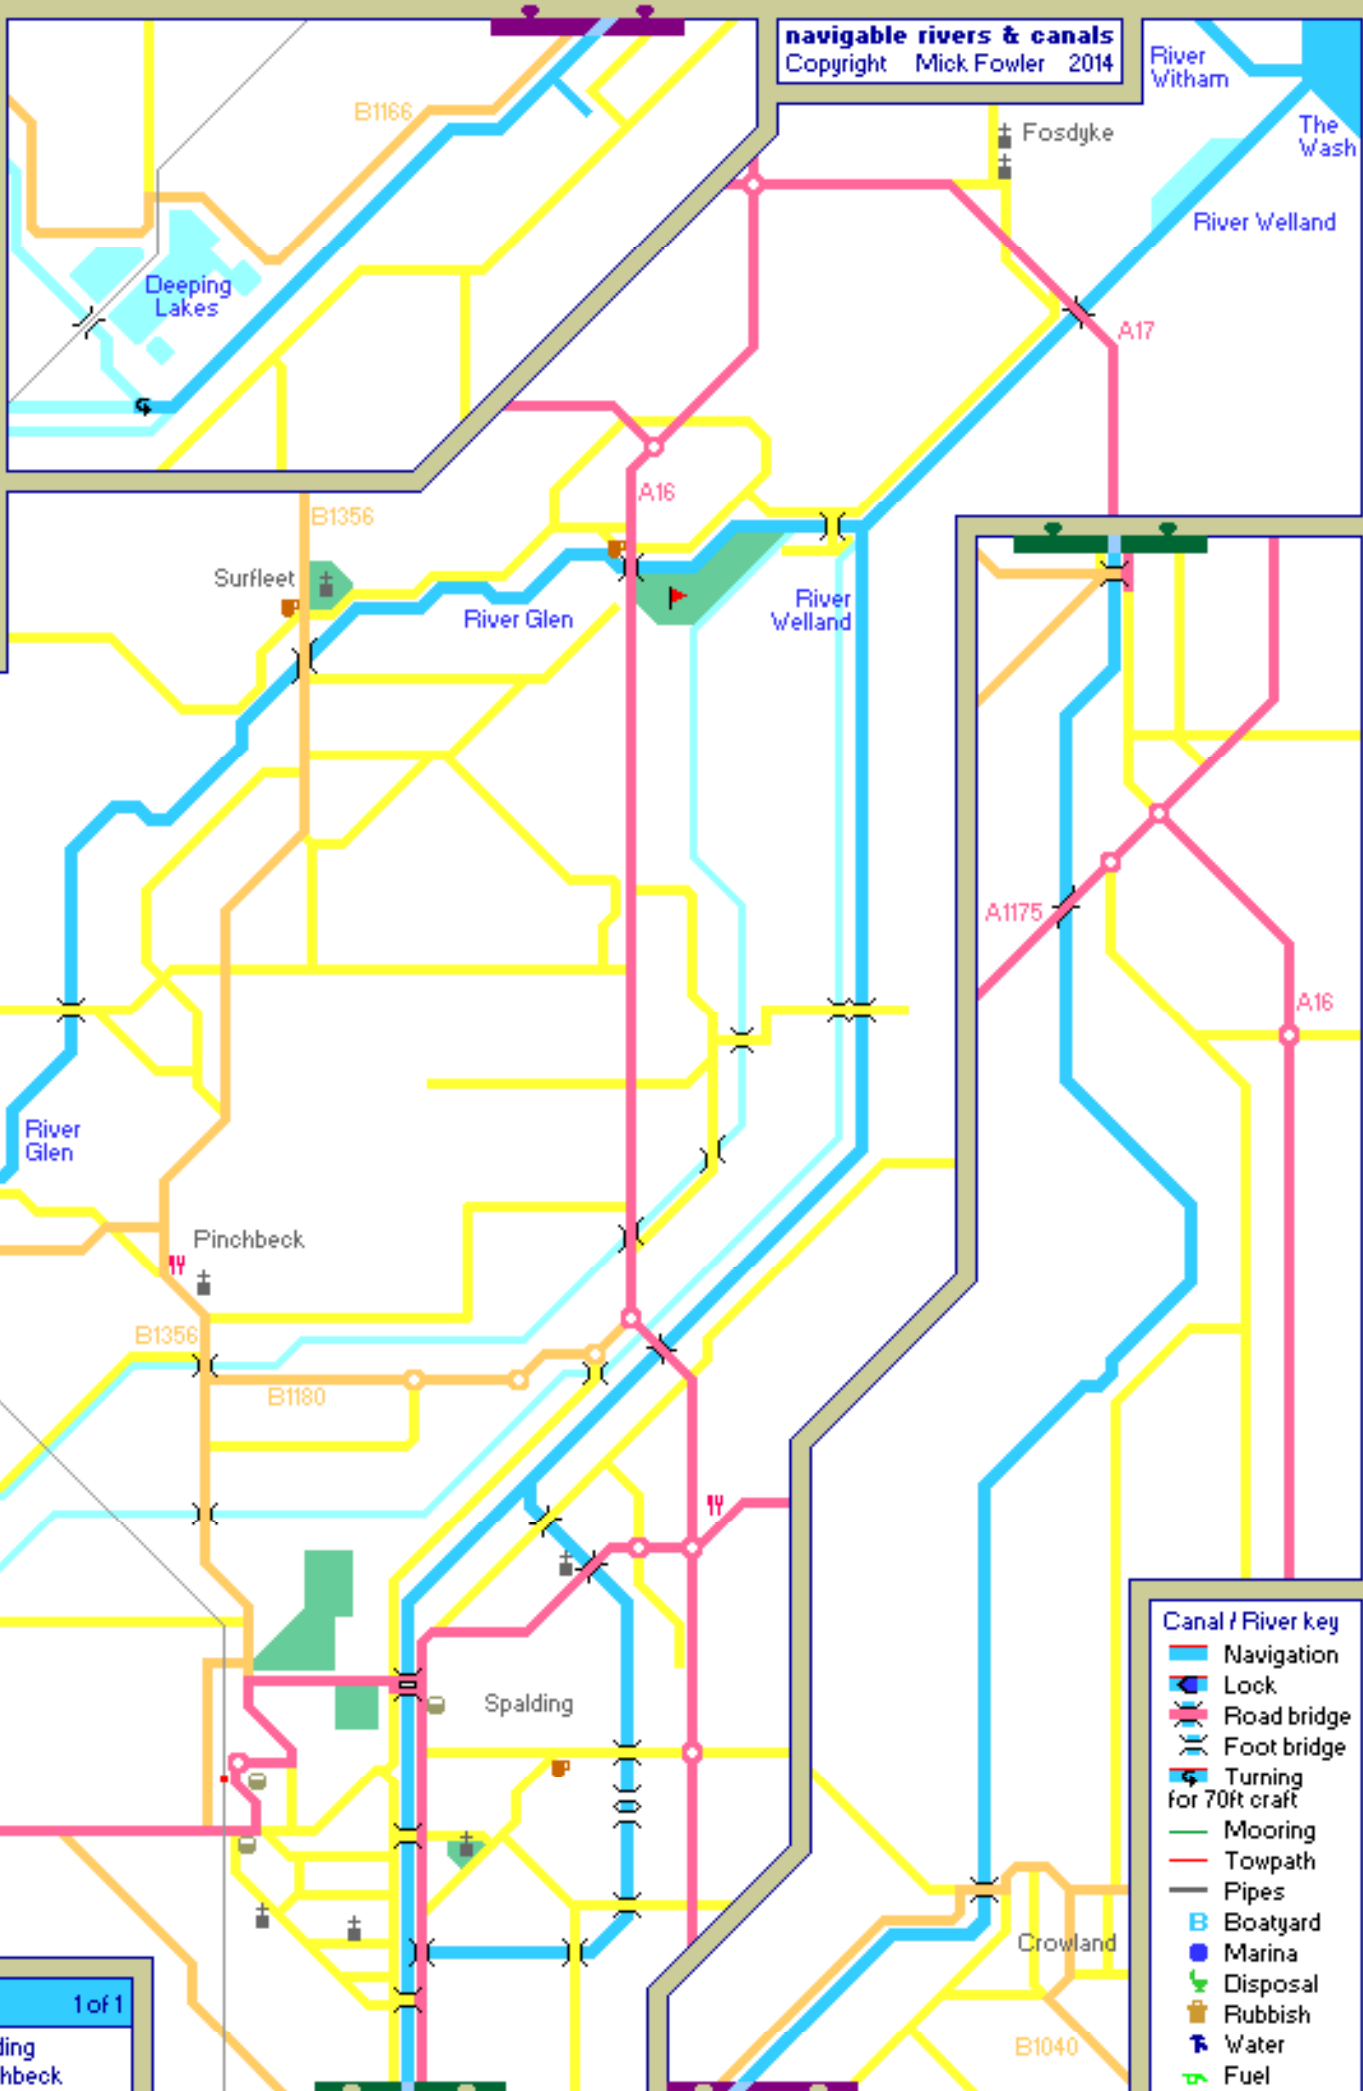 navigable rivers & canals
Copyright Mick Fowler 2014
River
Witham
The
Wash
B1166
Fosdyke
River Welland
Deeping
Lakes
A17
A16
B1356
Surfleet
River Glen
River
Welland
A1175
A16
River
Glen
Pinchbeck
B1356
B1180
Spalding
Crowland
B1040
1 of 1
ding
hbeck
Canal / River key
Navigation
Lock
Road bridge
Foot bridge
Turning
for 70ft craft
Mooring
Towpath
Pipes
B Boatyard
Marina
Disposal
Rubbish
Water
Fuel